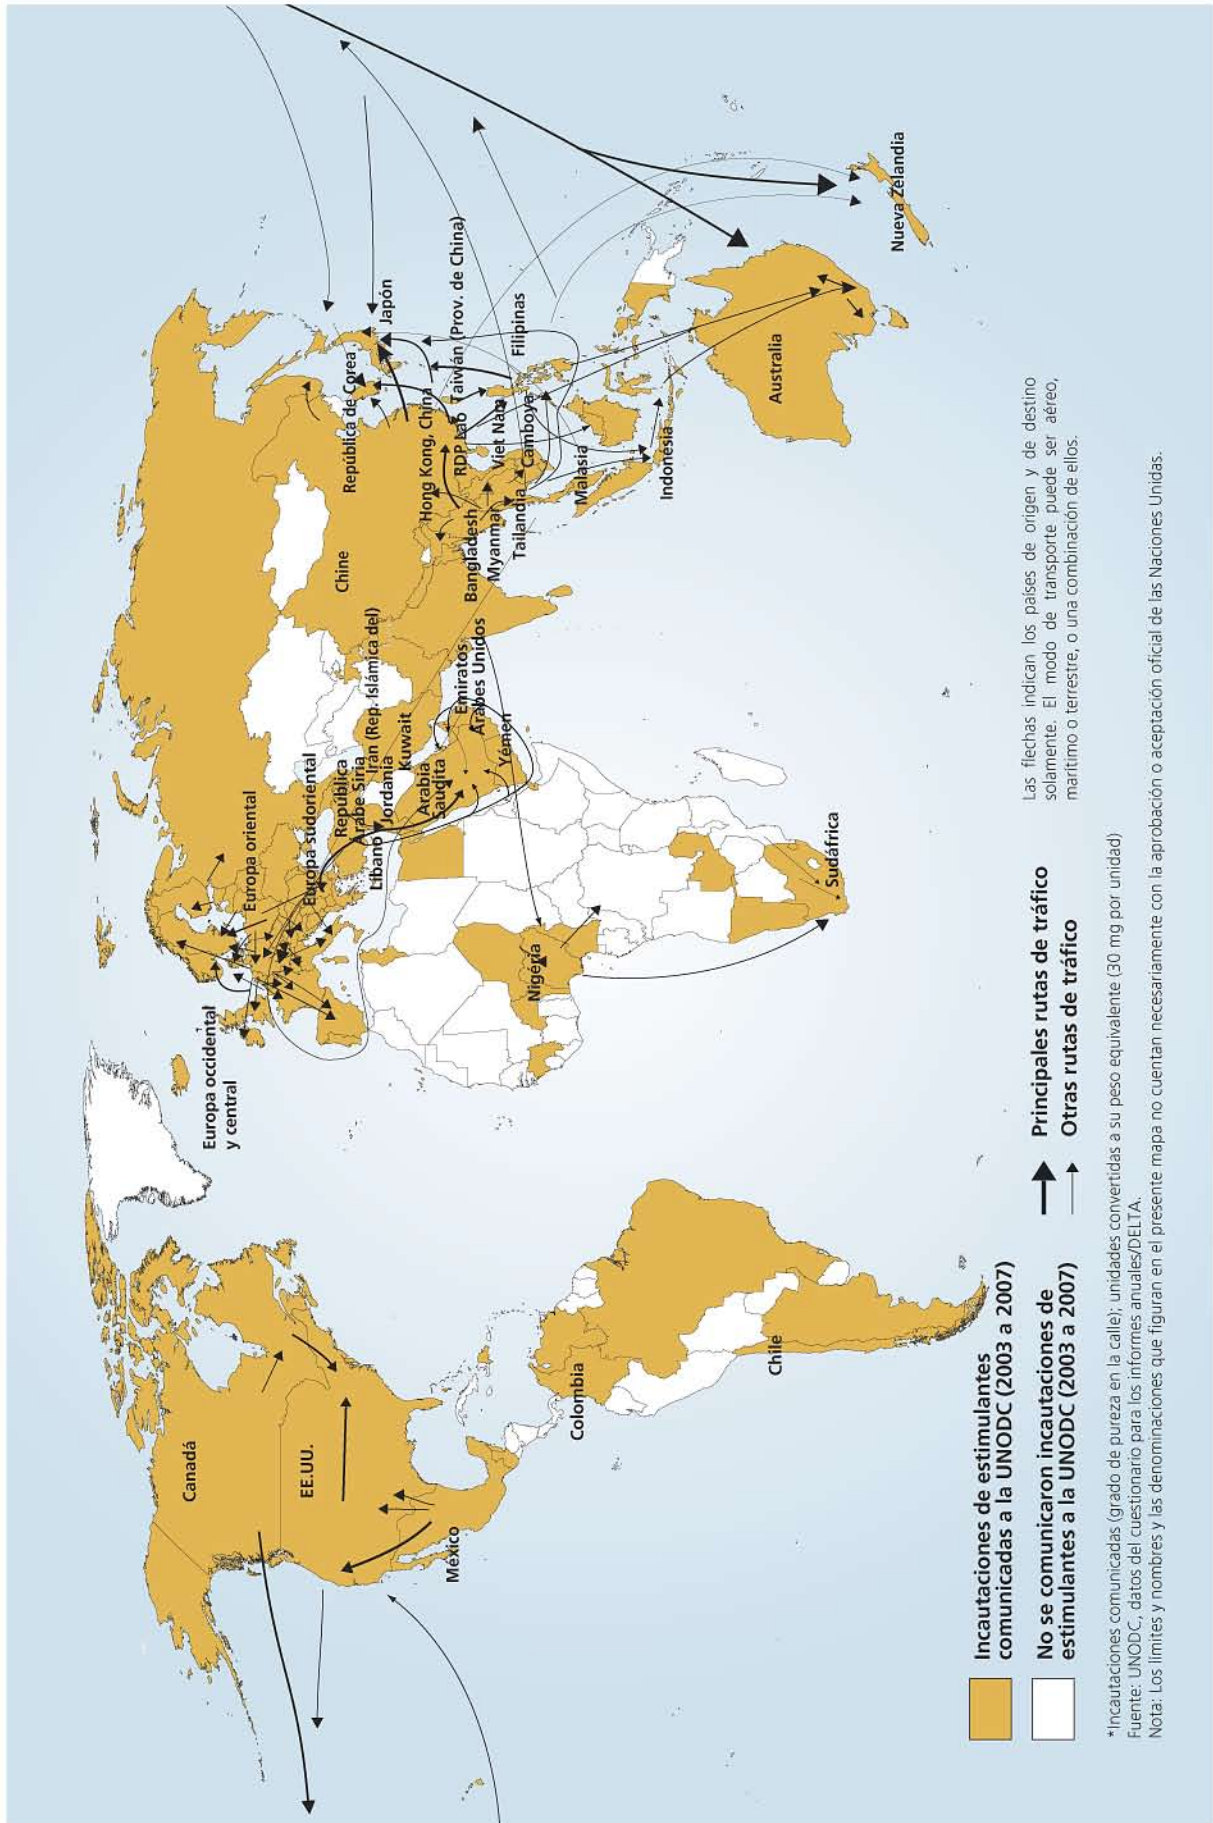 Canadá
EE.UU.
México
Colombia
Chile
Europa occidental
y central
Europa oriental
Europa sudoriental
República
Arabe Siria
Líbano
Jordania
Irán (Rep. Islámica del)
Kuwait
Arabia
Saudita
Emiratos
Arabes Unidos
Yemen
Nigeria
Sudáfrica
Chine
República de Corea
Japón
Hong Kong, China
Taiwán (Prov. de China)
RDP Lao
Bangladesh
Myanmar
Viet Nam
Tailandia
Camboya
Filipinas
Malasia
Indonesia
Australia
Nueva Zelandia
Incautaciones de estimulantes
comunicadas a la UNODC (2003 a 2007)
No se comunicaron incautaciones de
estimulantes a la UNODC (2003 a 2007)
Principales rutas de tráfico
Otras rutas de tráfico
Las flechas indican los países de origen y de destino
solamente. El modo de transporte puede ser aéreo,
marítimo o terrestre, o una combinación de ellos.
*Incautaciones comunicadas (grado de pureza en la calle); unidades convertidas a su peso equivalente (30 mg por unidad)
Fuente: UNODC, datos del cuestionario para los informes anuales/DELTA.
Nota: Los límites y nombres y las denominaciones que figuran en el presente mapa no cuentan necesariamente con la aprobación o aceptación oficial de las Naciones Unidas.